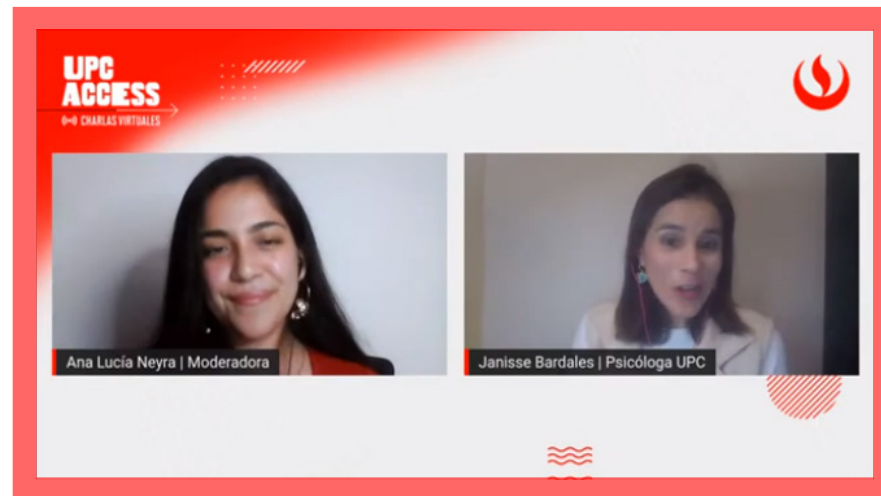 UPC
ACCESS
CHARLAS VIRTUALES
Ana Lucía Neyra | Moderadora
Janisse Bardales | Psicóloga UPC